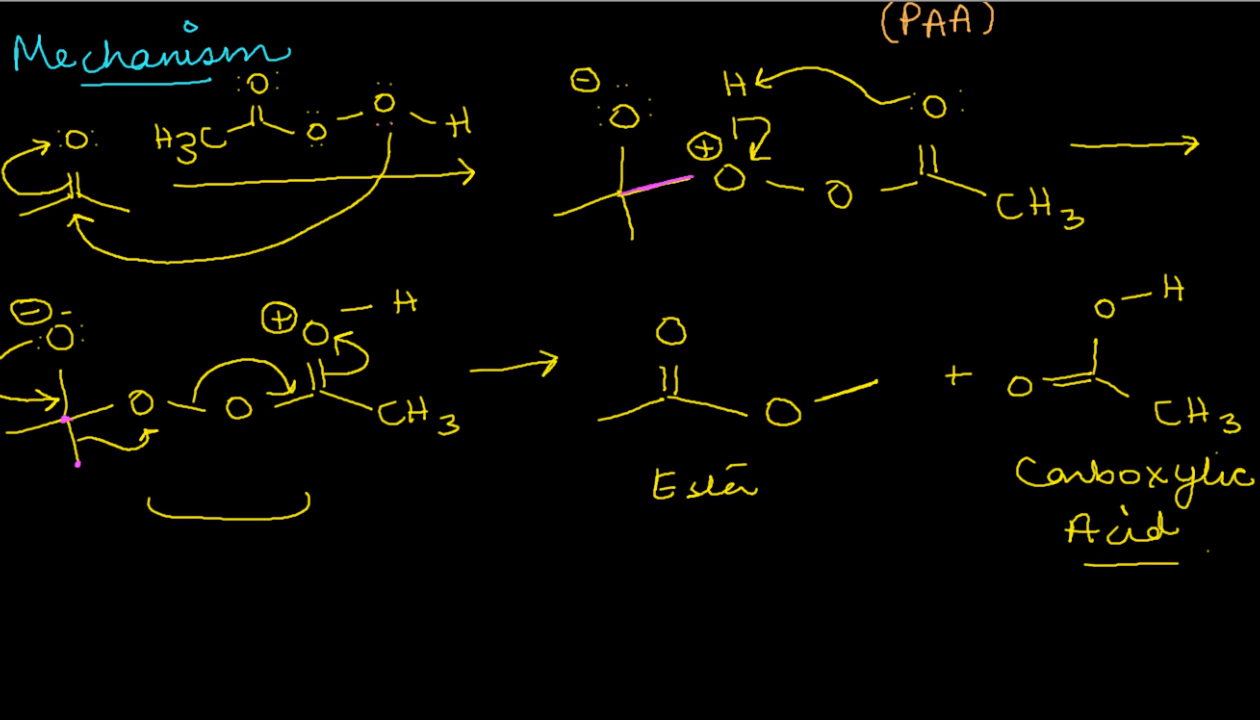 (PAA)
Mechanism
O
H3C O O H
O
⊖
O
H
O
⊕
O O
CH3
⊖
O
⊕ O H
O O
CH3
O
O
+
O H
O
CH3
Ester
Carboxylic
Acid